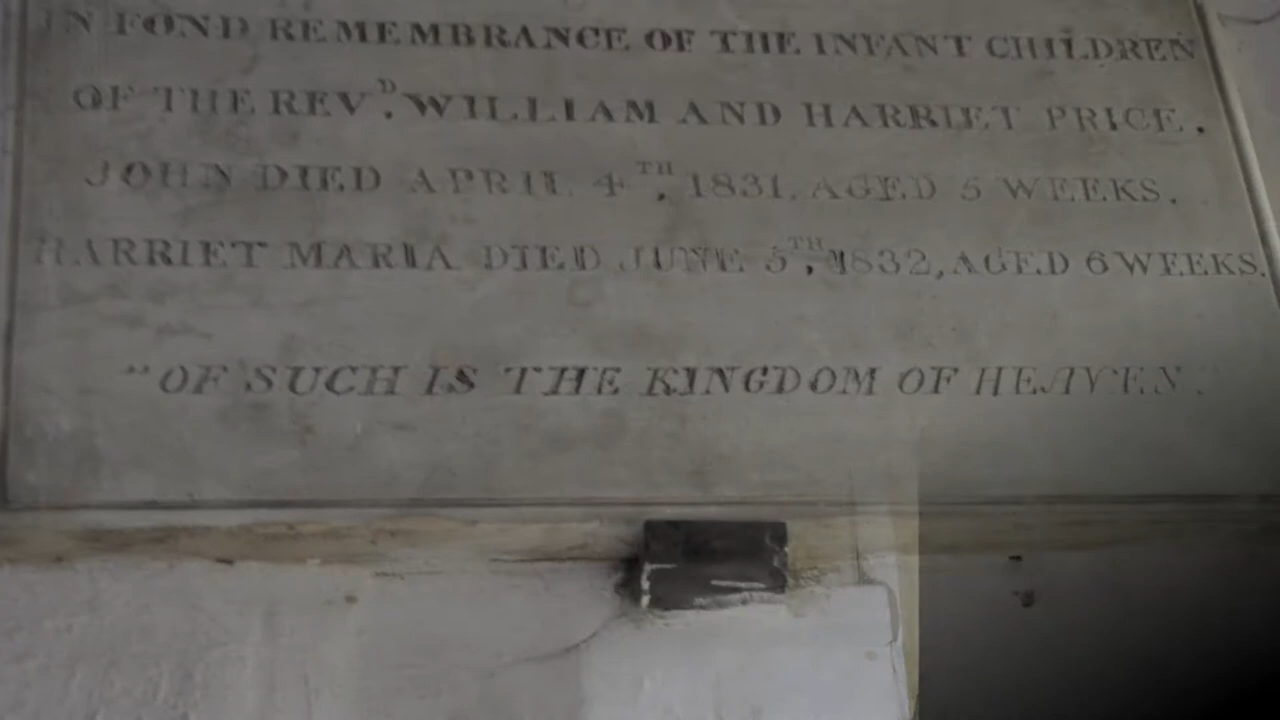 IN FOND REMEMBRANCE OF THE INFANT CHILDREN
OF THE REVD. WILLIAM AND HARRIET PRICE.
JOHN DIED APRIL 4TH, 1831, AGED 5 WEEKS.
HARRIET MARIA DIED JUNE 5TH, 1832, AGED 6 WEEKS.
"OF SUCH IS THE KINGDOM OF HEAVEN.